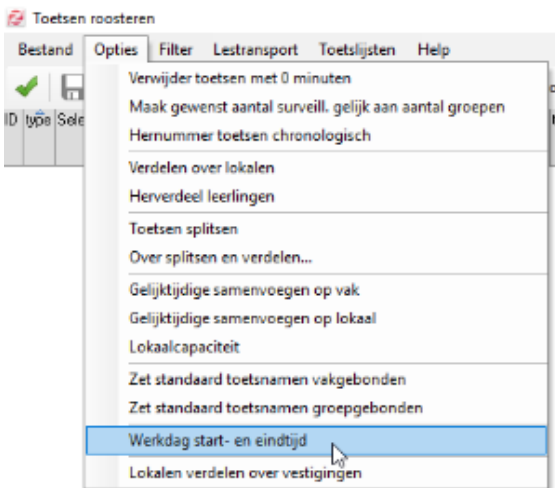 Toetsen roosteren
Bestand Opties Filter Lestransport Toetslijsten Help
ID type Sele
Verwijder toetsen met 0 minuten
Maak gewenst aantal surveill. gelijk aan aantal groepen
Hernummer toetsen chronologisch
Verdelen over lokalen
Herverdeel leerlingen
Toetsen splitsen
Over splitsen en verdelen...
Gelijktijdige samenvoegen op vak
Gelijktijdige samenvoegen op lokaal
Lokaalcapaciteit
Zet standaard toetsnamen vakgebonden
Zet standaard toetsnamen groepgebonden
Werkdag start- en eindtijd
Lokalen verdelen over vestigingen